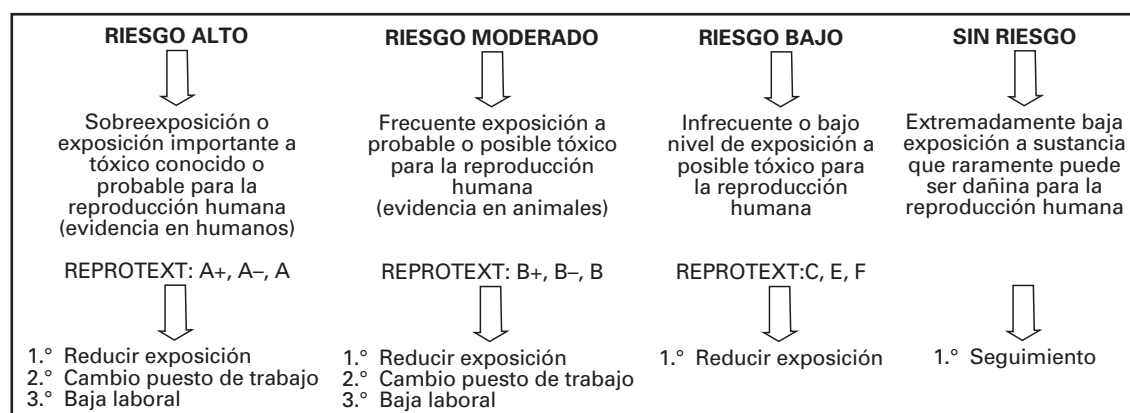 RIESGO ALTO
Sobreexposición o
exposición importante a
tóxico conocido o
probable para la
reproducción humana
(evidencia en humanos)
REPROTEXT: A+, A–, A
1.° Reducir exposición
2.° Cambio puesto de trabajo
3.° Baja laboral
RIESGO MODERADO
Frecuente exposición a
probable o posible tóxico
para la reproducción
humana
(evidencia en animales)
REPROTEXT: B+, B–, B
1.° Reducir exposición
2.° Cambio puesto de trabajo
3.° Baja laboral
RIESGO BAJO
Infrecuente o bajo
nivel de exposición a
posible tóxico para
la reproducción
humana
REPROTEXT:C, E, F
1.° Reducir exposición
SIN RIESGO
Extremadamente baja
exposición a sustancia
que raramente puede
ser dañina para la
reproducción humana
1.° Seguimiento